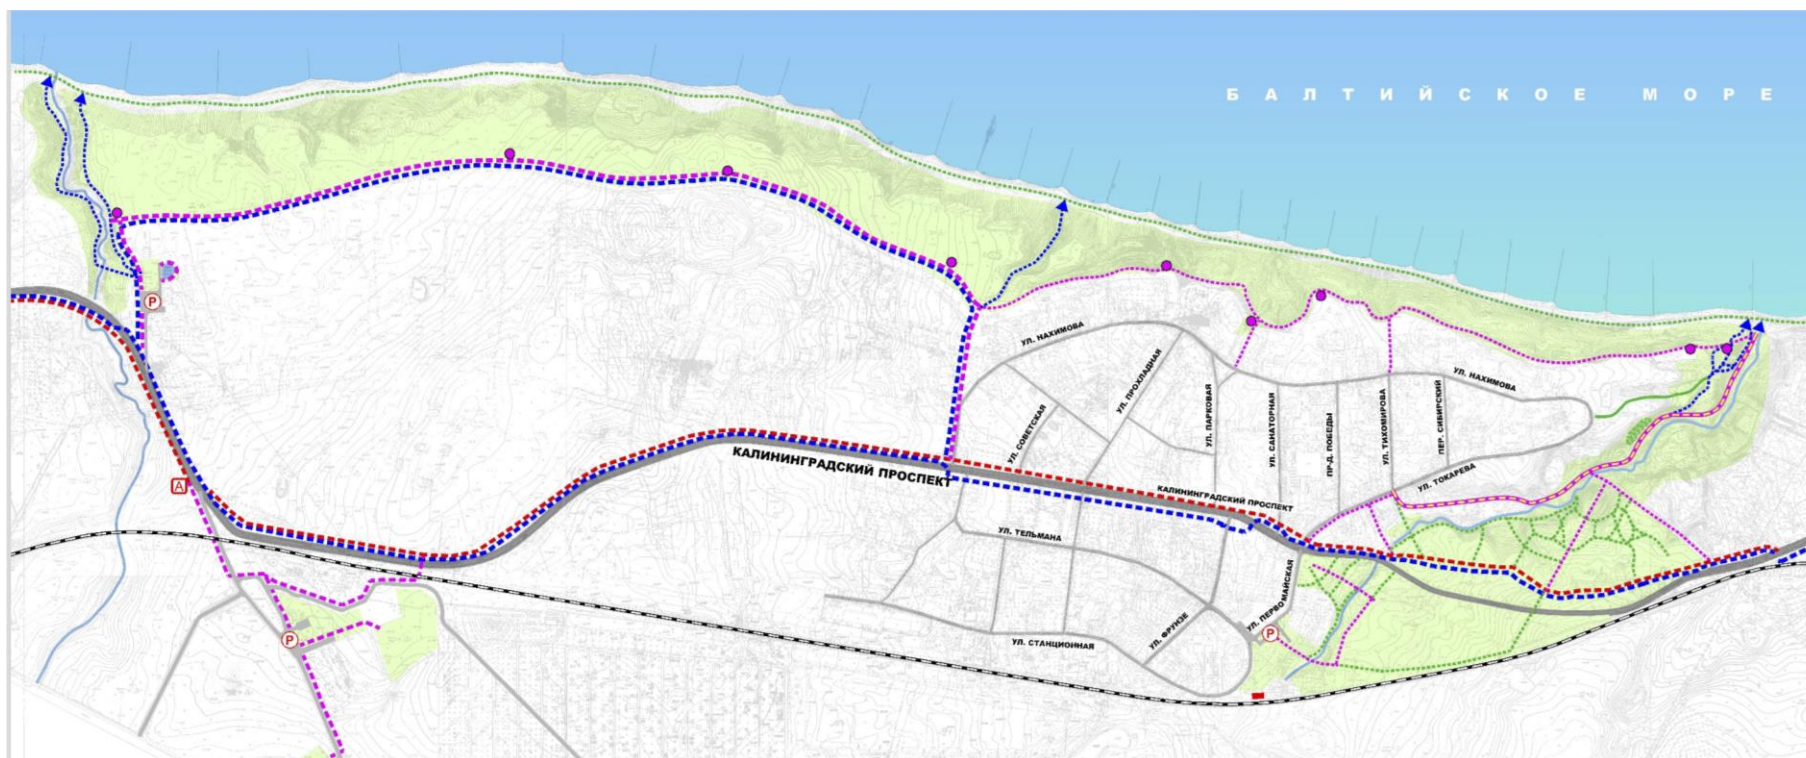 БАЛТИЙСКОЕ МОРЕ
Р
УЛ. НАХИМОВА
УЛ. ПРОХЛАДНАЯ
УЛ. НАХИМОВА
УЛ. СОВЕТСКАЯ
УЛ. ПАРКОВАЯ
УЛ. САНАТОРНАЯ
ПР-Д. ПОБЕДЫ
УЛ. ТИХОМИРОВА
ПЕР. СИБИРСКИЙ
КАЛИНИНГРАДСКИЙ ПРОСПЕКТ
УЛ. ТОКАРЕВА
А
КАЛИНИНГРАДСКИЙ ПРОСПЕКТ
УЛ. ТЕЛЬМАНА
УЛ. ПЕРВОМАЙСКАЯ
Р
УЛ. СТАНЦИОННАЯ
УЛ. ФРУНЗЕ
Р